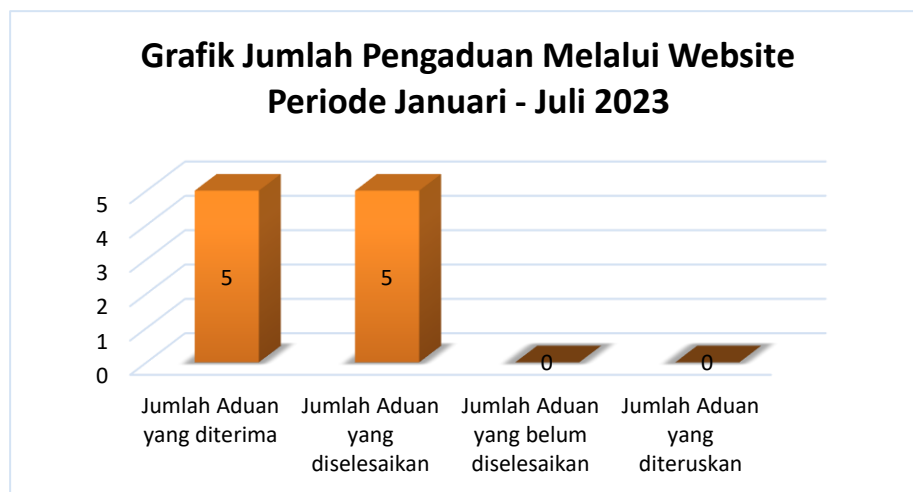 Grafik Jumlah Pengaduan Melalui Website
Periode Januari - Juli 2023
5
4
3
2
1
0
5
5
0
0
Jumlah Aduan
yang diterima
Jumlah Aduan
yang
diselesaikan
Jumlah Aduan
yang belum
diselesaikan
Jumlah Aduan
yang
diteruskan